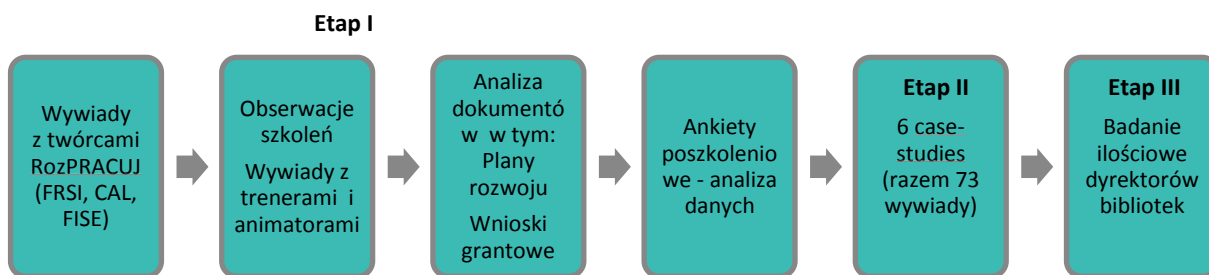 Etap I
Wywiady
z twórcami
RozPRACUJ
(FRSI, CAL,
FISE)
Obserwacje
szkoleń
Wywiady z
trenerami i
animatorami
Analiza
dokumentó
w w tym:
Plany
rozwoju
Wnioski
grantowe
Ankiety
poszkolenio
we - analiza
danych
Etap II
6 case-
studies
(razem 73
wywiady)
Etap III
Badanie
ilościowe
dyrektorów
bibliotek